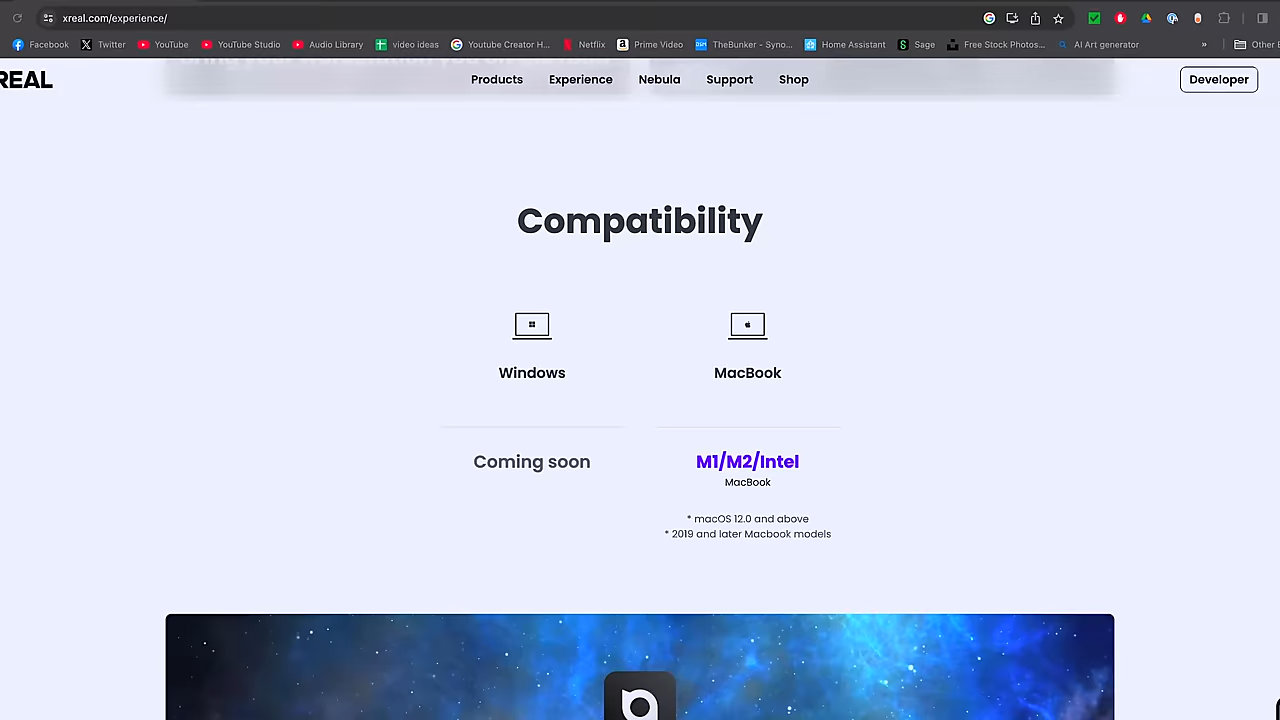 xreal.com/experience/
Facebook Twitter YouTube YouTube Studio Audio Library video ideas Youtube Creator H... Netflix Prime Video TheBunker - Syno... Home Assistant Sage Free Stock Photos... AI Art generator » Other B
REAL Products Experience Nebula Support Shop Developer
Compatibility
Windows MacBook
Coming soon M1/M2/Intel
MacBook
* macOS 12.0 and above
* 2019 and later Macbook models